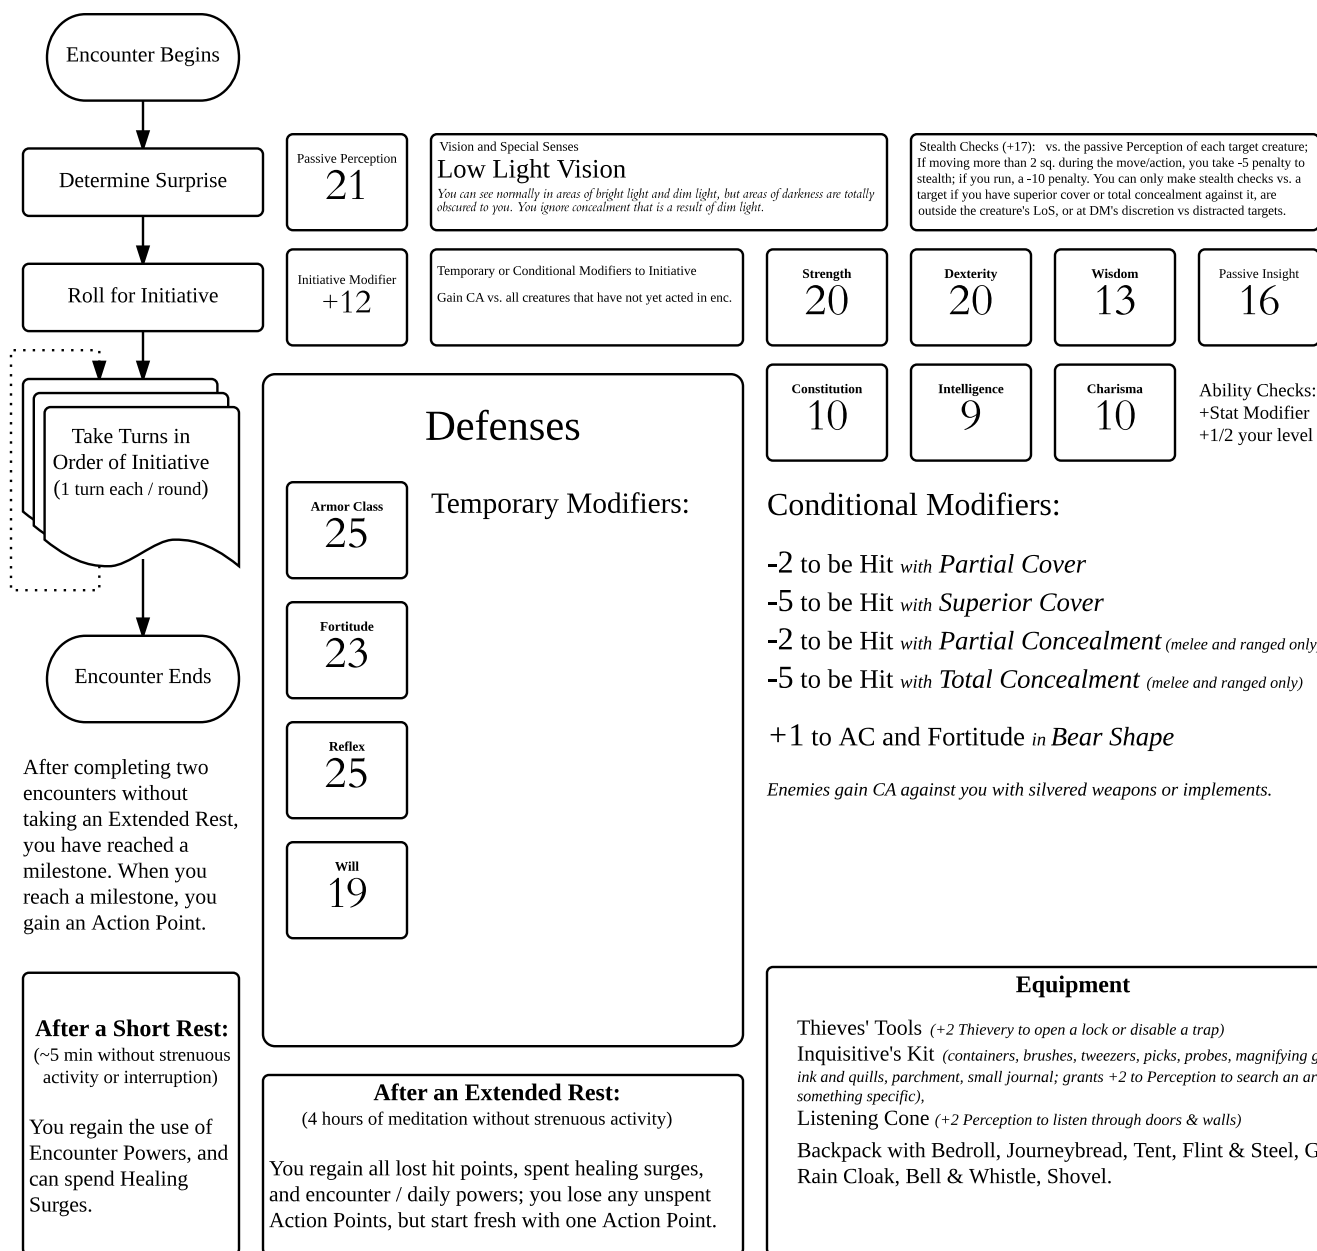 Encounter Begins
Determine Surprise
Passive Perception
21
Vision and Special Senses
Low Light Vision
You can see normally in areas of bright light and dim light, but areas of darkness are totally
obscured to you. You ignore concealment that is a result of dim light.
Stealth Checks (+17):   vs. the passive Perception of each target creature;
If moving more than 2 sq. during the move/action, you take -5 penalty to
stealth; if you run, a -10 penalty. You can only make stealth checks vs. a
target if you have superior cover or total concealment against it, are
outside the creature's LoS, or at DM's discretion vs distracted targets.
Roll for Initiative
Initiative Modifier
+12
Temporary or Conditional Modifiers to Initiative
Gain CA vs. all creatures that have not yet acted in enc.
Strength
20
Dexterity
20
Wisdom
13
Passive Insight
16
Constitution
10
Intelligence
9
Charisma
10
Ability Checks:
+Stat Modifier
+1/2 your level
Take Turns in
Order of Initiative
(1 turn each / round)
Encounter Ends
After completing two
encounters without
taking an Extended Rest,
you have reached a
milestone. When you
reach a milestone, you
gain an Action Point.
Defenses
Temporary Modifiers:
Armor Class
25
Fortitude
23
Reflex
25
Will
19
Conditional Modifiers:
-2 to be Hit with Partial Cover
-5 to be Hit with Superior Cover
-2 to be Hit with Partial Concealment (melee and ranged only
-5 to be Hit with Total Concealment (melee and ranged only)
+1 to AC and Fortitude in Bear Shape
Enemies gain CA against you with silvered weapons or implements.
After a Short Rest:
(~5 min without strenuous
activity or interruption)
You regain the use of
Encounter Powers, and
can spend Healing
Surges.
After an Extended Rest:
(4 hours of meditation without strenuous activity)
You regain all lost hit points, spent healing surges,
and encounter / daily powers; you lose any unspent
Action Points, but start fresh with one Action Point.
Equipment
Thieves' Tools (+2 Thievery to open a lock or disable a trap)
Inquisitive's Kit (containers, brushes, tweezers, picks, probes, magnifying
ink and quills, parchment, small journal; grants +2 to Perception to search an
something specific),
Listening Cone (+2 Perception to listen through doors & walls)
Backpack with Bedroll, Journeybread, Tent, Flint & Steel,
Rain Cloak, Bell & Whistle, Shovel.